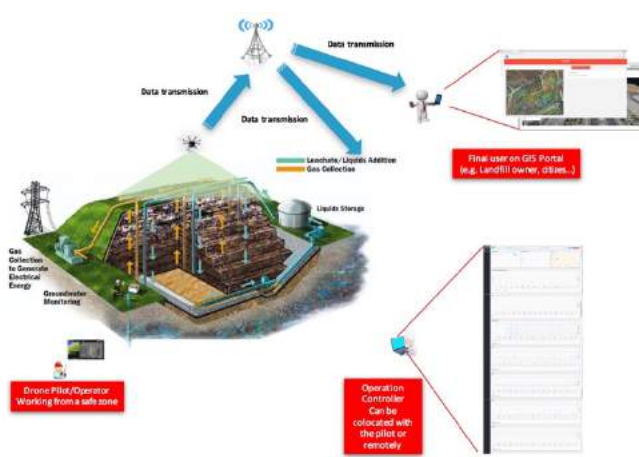 Data transmission
Data transmission
Data transmission
Final user on GIS Portal
(e.g. Landfill owner, citizes...)
Leachate/Liquids Addition
Gas Collection
Liquids Storage
Gas
Collection
to Generate
Electrical
Energy
Groundwater
Monitoring
Drone Pilot/Operator
Working from a safe zone
Operation
Controller
Can be
colocated with
the pilot or
remotely